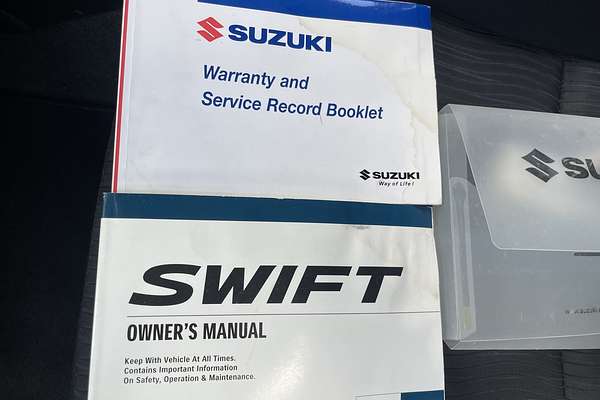 SUZUKI
Warranty and
Service Record Booklet
SUZUKI
Way of Life!
SWIFT
OWNER'S MANUAL
Keep With Vehicle At All Times.
Contains Important Information
On Safety, Operation & Maintenance.